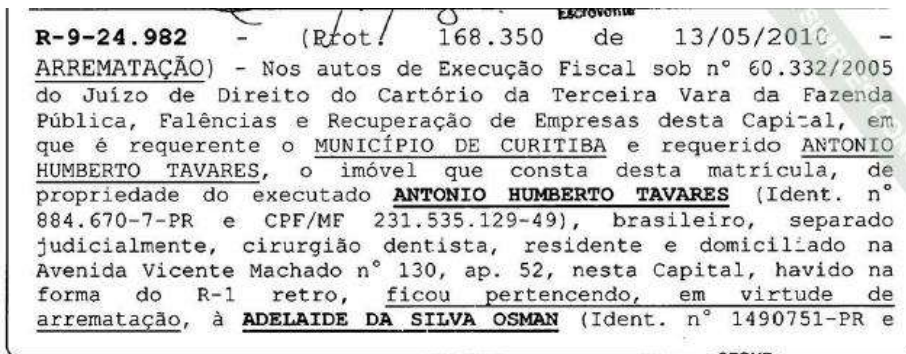 Escrevente
R-9-24.982 - (Prot. 168.350 de 13/05/2010 -
ARREMATAÇÃO) - Nos autos de Execução Fiscal sob nº 60.332/2005
do Juízo de Direito do Cartório da Terceira Vara da Fazenda
Pública, Falências e Recuperação de Empresas desta Capital, em
que é requerente o MUNICÍPIO DE CURITIBA e requerido ANTONIO
HUMBERTO TAVARES, o imóvel que consta desta matrícula, de
propriedade do executado ANTONIO HUMBERTO TAVARES (Ident. nº
884.670-7-PR e CPF/MF 231.535.129-49), brasileiro, separado
judicialmente, cirurgião dentista, residente e domiciliado na
Avenida Vicente Machado nº 130, ap. 52, nesta Capital, havido na
forma do R-1 retro, ficou pertencendo, em virtude de
arrematação, à ADELAIDE DA SILVA OSMAN (Ident. nº 1490751-PR e